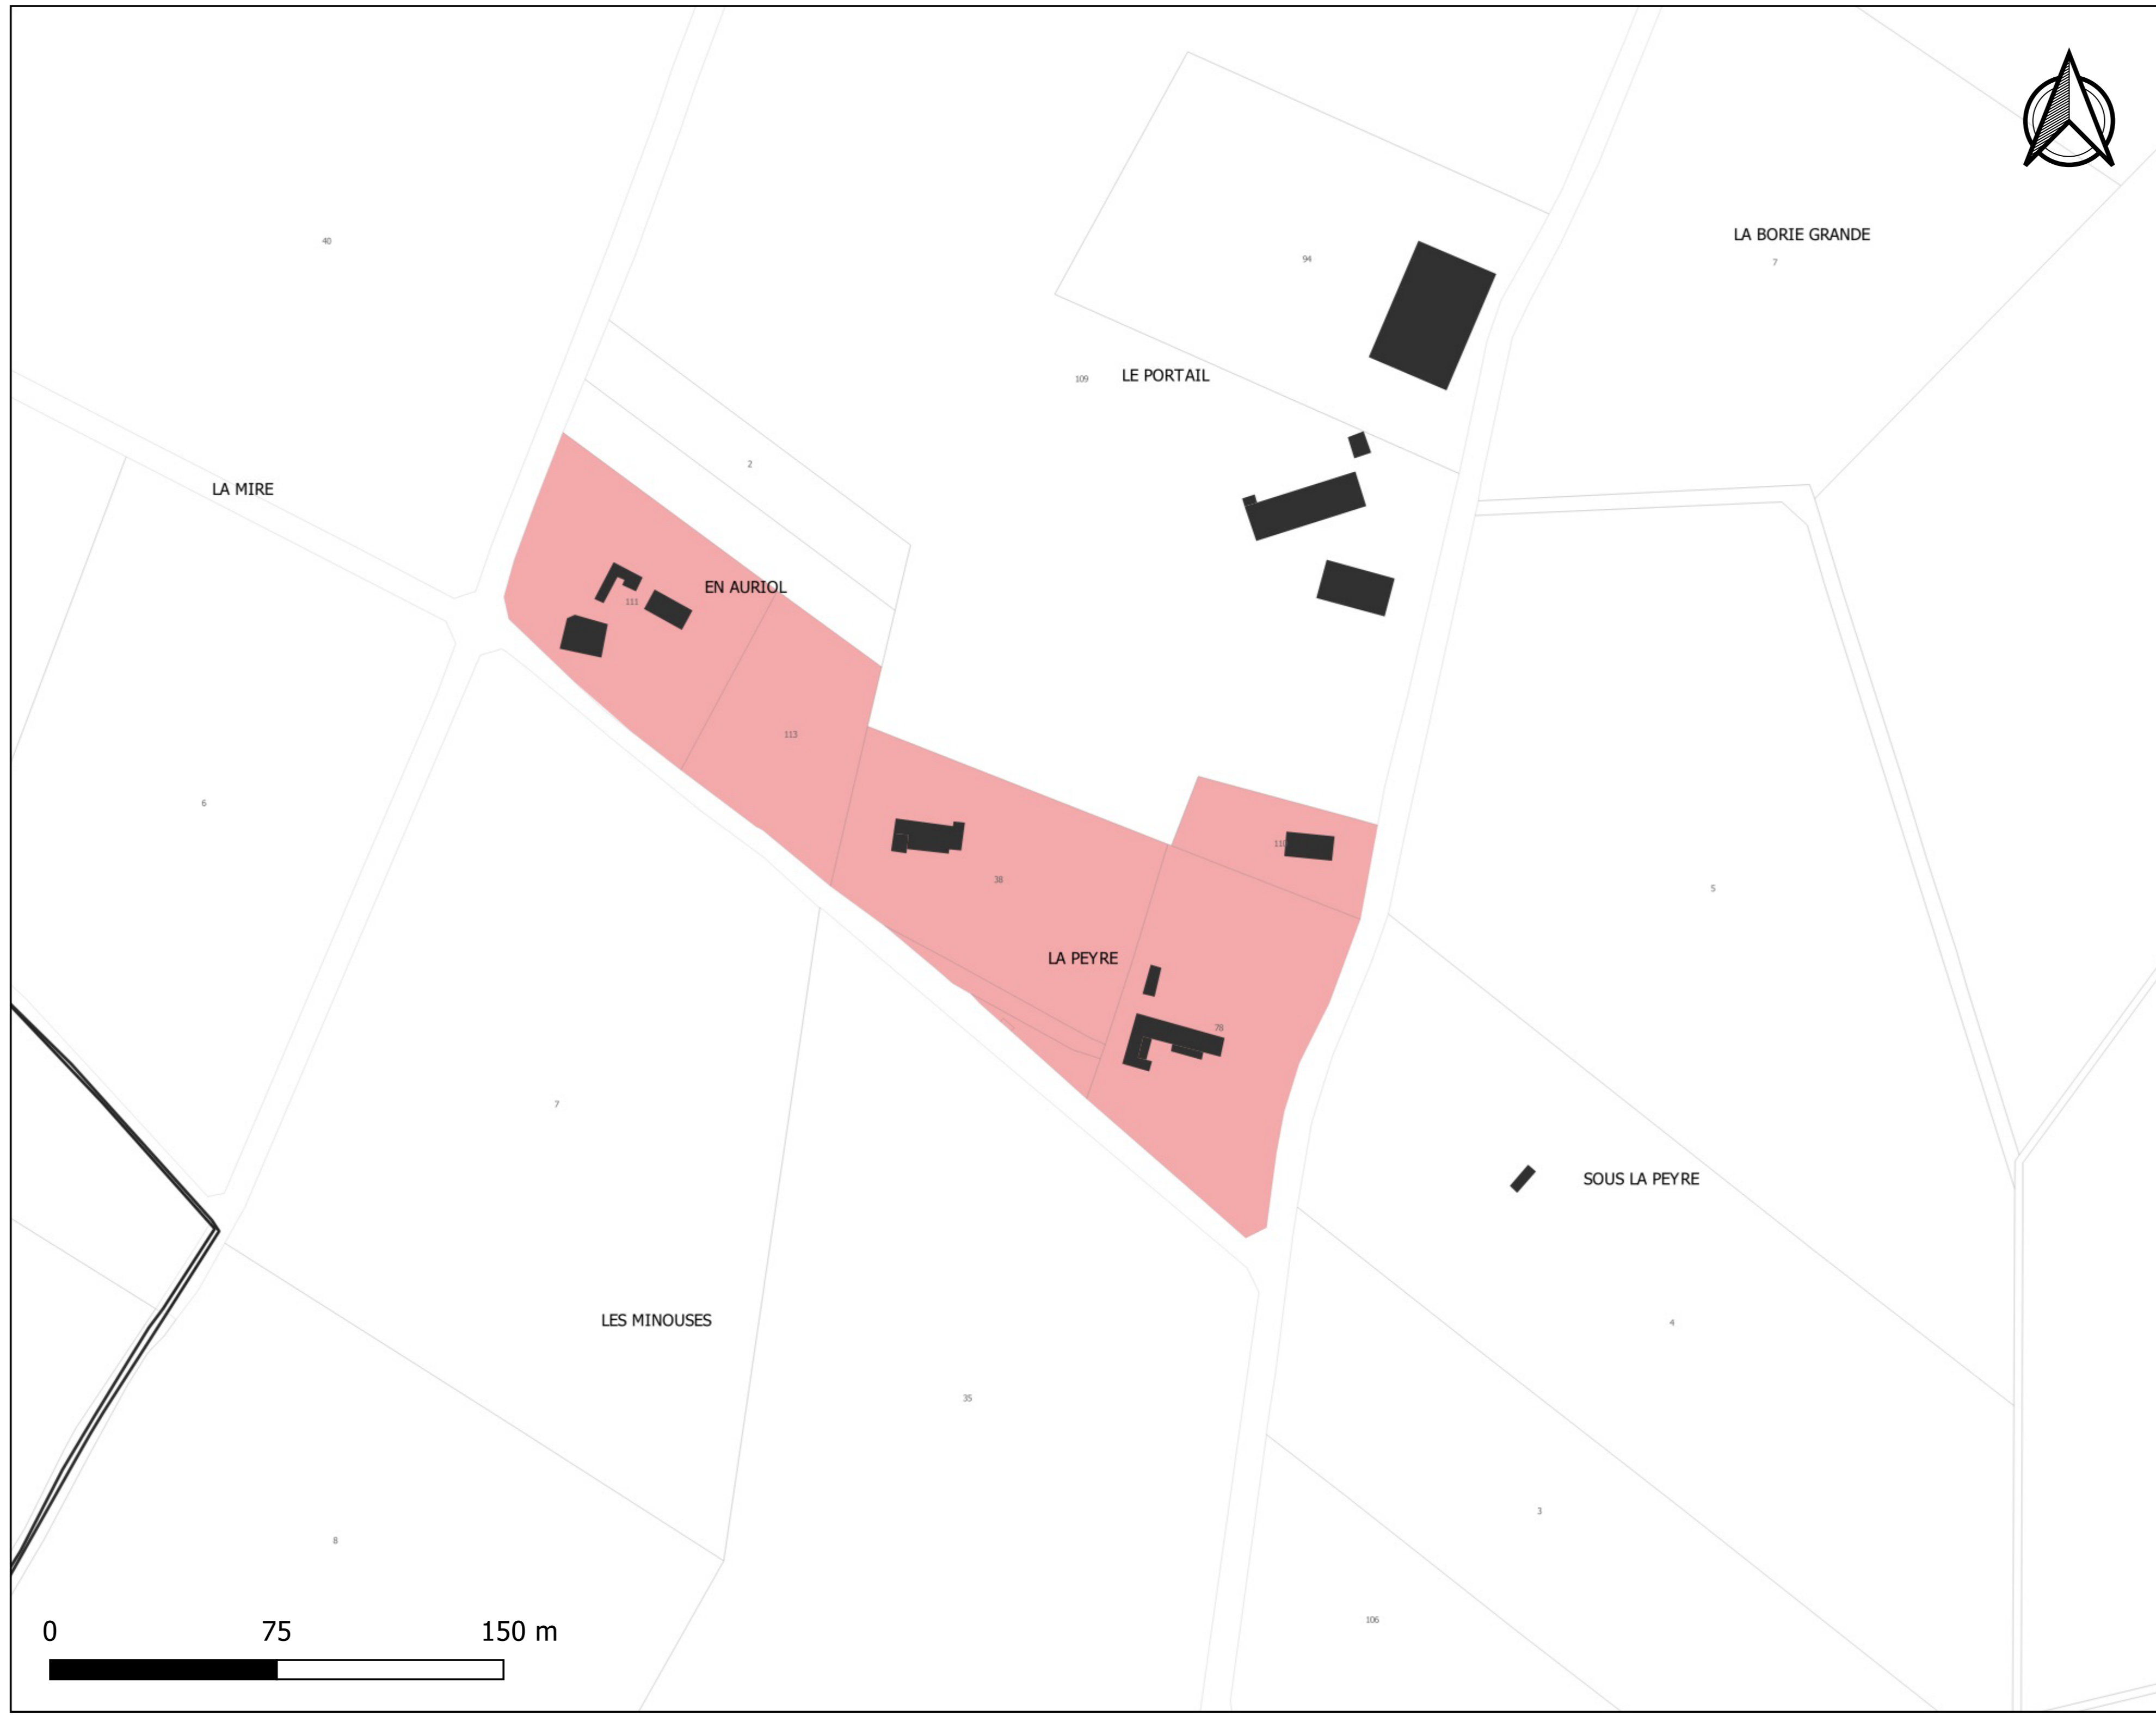 LA BORIE GRANDE
40
94
7
LE PORTAIL
109
2
LA MIRE
EN AURIOL
111
113
6
110
38
5
LA PEYRE
78
7
SOUS LA PEYRE
LES MINOUSES
4
35
3
8
106
0 75 150 m